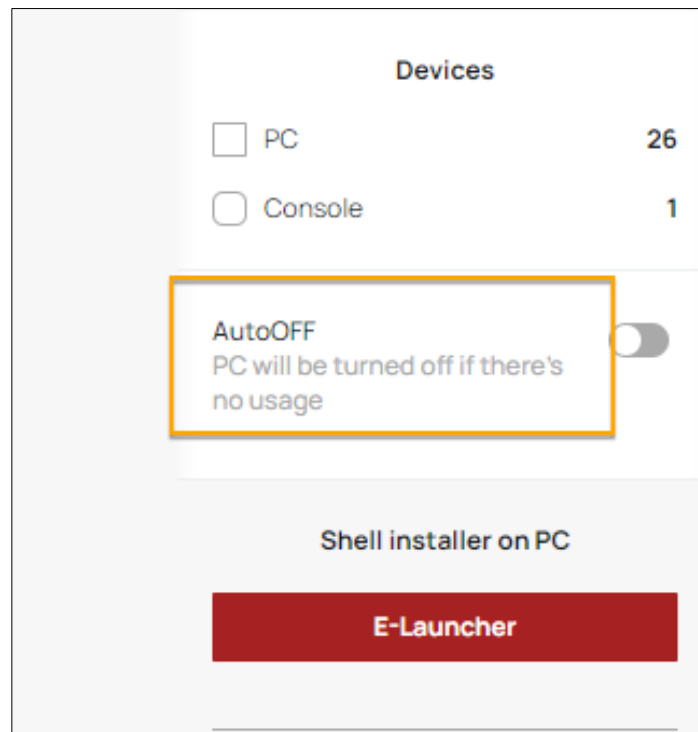 Devices
PC 26
Console 1
AutoOFF
PC will be turned off if there's
no usage
Shell installer on PC
E-Launcher